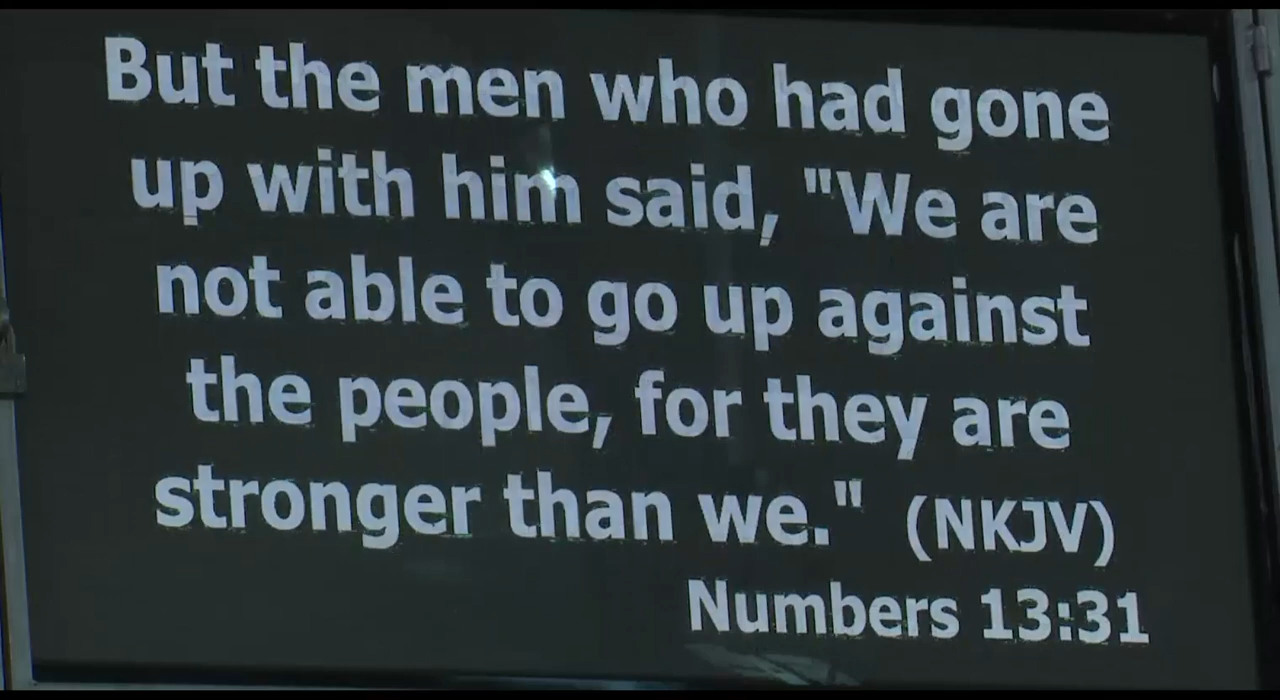 But the men who had gone
up with him said, "We are
not able to go up against
the people, for they are
stronger than we." (NKJV)
Numbers 13:31